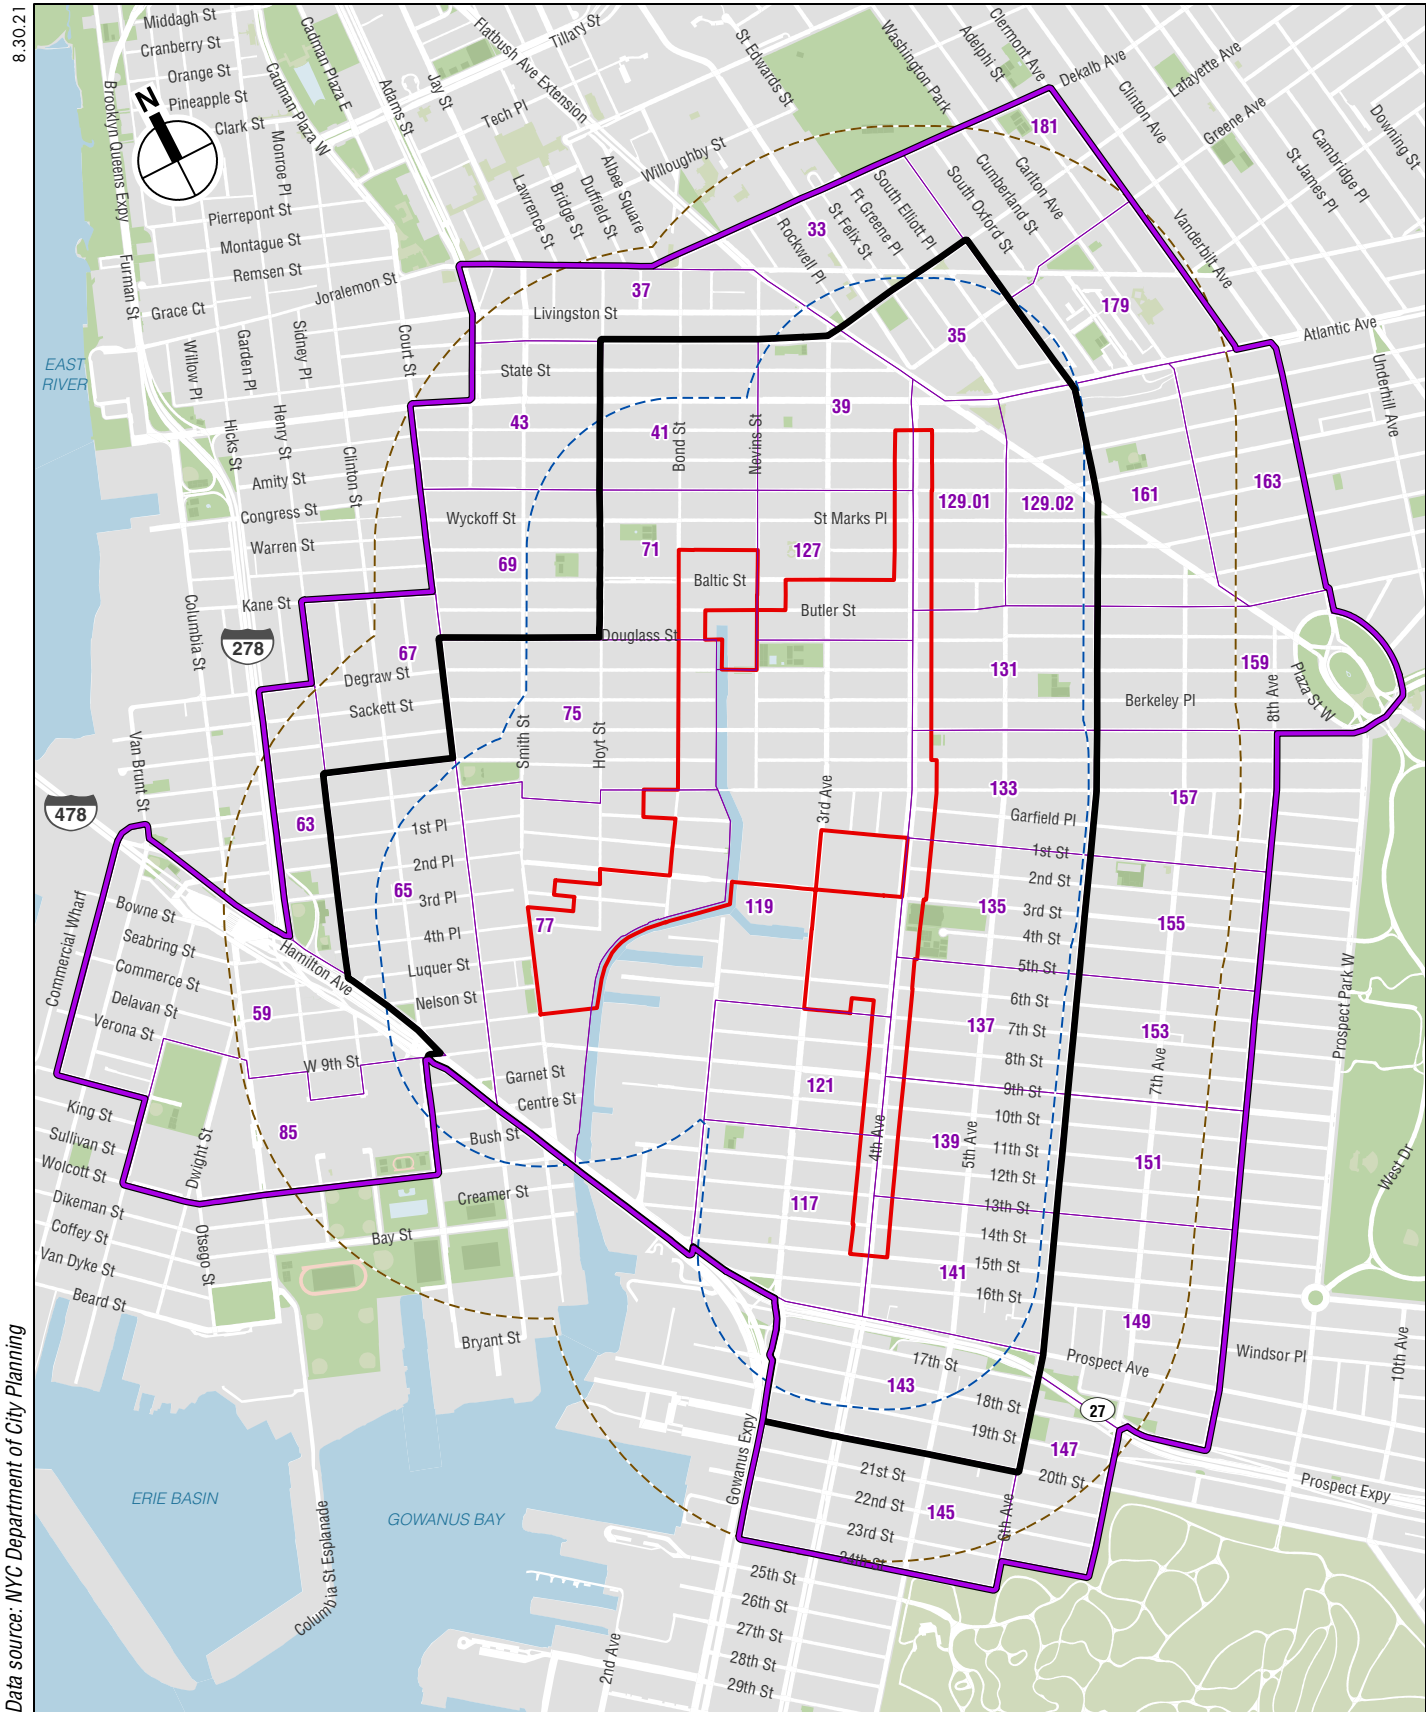 8.30.21
Middagh St
Cranberry St
Orange St
Pineapple St
Clark St
Monroe Pl
Cadman Plaza W
Cadman Plaza E
Adams St
Jay St
Flatbush Ave Extension
Tillary St
Tech Pl
St Edwards St
Washington Park
Adelphi St
Clermont Ave
Dekalb Ave
Clinton Ave
Lafayette Ave
Greene Ave
Downing St
Cambridge Pl
St James Pl
Vanderbilt Ave
Brooklyn Queens Expy
N
181
Willoughby St
Albee Square
Duffield St
Bridge St
Lawrence St
Pierrepont St
Montague St
Remsen St
Joralemon St
Furman St
Grace Ct
33
Rockwell Pl
St Felix St
Ft Greene Pl
South Elliott Pl
South Oxford St
Cumberland St
Carlton Ave
37
Livingston St
179
35
Atlantic Ave
Underhill Ave
EAST
RIVER
Willow Pl
Garden Pl
Sidney Pl
Court St
State St
43
41
Bond St
Nevins St
39
Hicks St
Henry St
Clinton St
Amity St
Congress St
Warren St
Wyckoff St
69
71
St Marks Pl
127
129.01
129.02
161
163
Baltic St
Butler St
Kane St
Columbia St
Douglass St
278
67
Degraw St
Sackett St
75
Smith St
Hoyt St
131
Berkeley Pl
159
8th Ave
Plaza St W
Van Brunt St
478
63
1st Pl
2nd Pl
65
3rd Pl
4th Pl
Luquer St
Nelson St
3rd Ave
133
Garfield Pl
157
1st St
2nd St
3rd St
4th St
5th St
135
155
77
119
Commercial Wharf
Bowne St
Seabring St
Commerce St
Delavan St
Verona St
Hamilton Ave
59
W 9th St
6th St
7th St
8th St
9th St
137
153
7th Ave
Prospect Park W
West Dr
121
Garnet St
Centre St
Bush St
King St
Sullivan St
Wolcott St
Dikeman St
Coffey St
Van Dyke St
Beard St
85
Dwight St
Otsego St
Creamer St
Bay St
Bryant St
4th Ave
139
5th Ave
10th St
11th St
12th St
13th St
14th St
15th St
16th St
151
117
141
149
Prospect Ave
Windsor Pl
10th Ave
17th St
143
18th St
19th St
27
147
20th St
Prospect Expy
Gowanus Expy
21st St
22nd St
23rd St
24th St
145
6th Ave
25th St
26th St
27th St
28th St
29th St
2nd Ave
ERIE BASIN
GOWANUS BAY
Columbia St Esplanade
Data source: NYC Department of City Planning